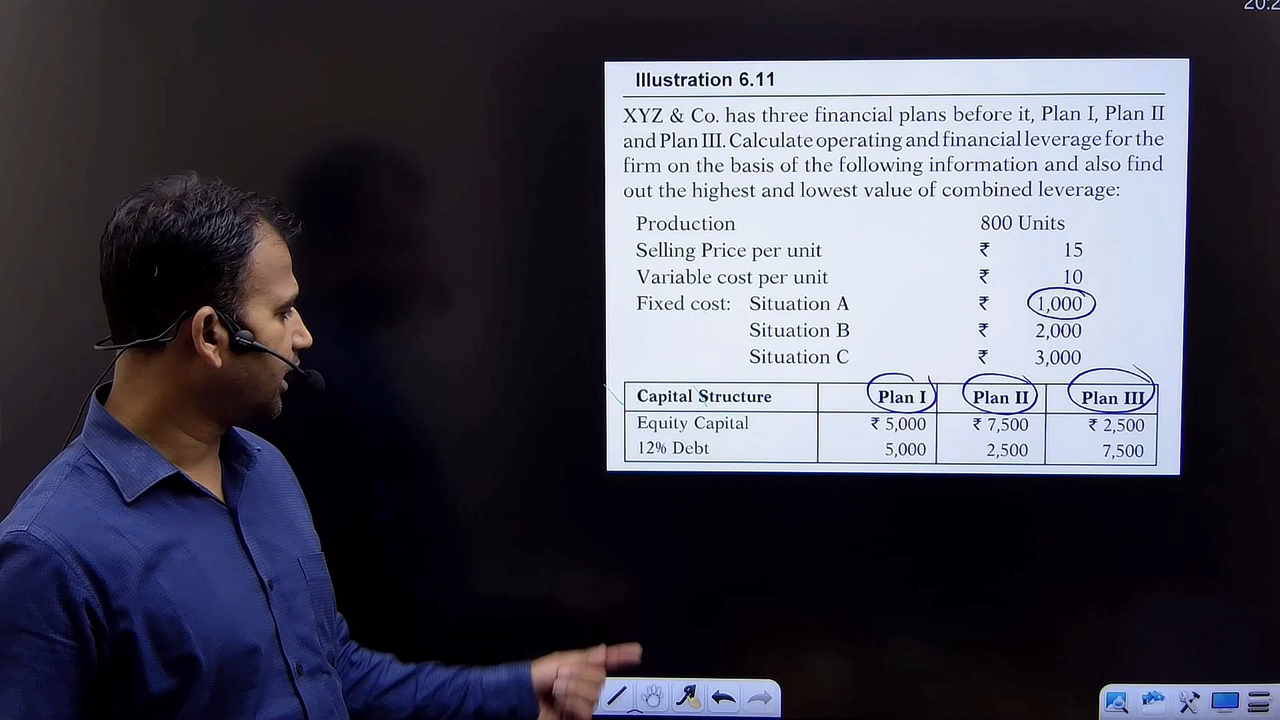 20:2
Illustration 6.11
XYZ & Co. has three financial plans before it, Plan I, Plan II
and Plan III. Calculate operating and financial leverage for the
firm on the basis of the following information and also find
out the highest and lowest value of combined leverage:
Production 800 Units
Selling Price per unit ₹ 15
Variable cost per unit ₹ 10
Fixed cost: Situation A ₹ 1,000
Situation B ₹ 2,000
Situation C ₹ 3,000
Capital Structure Plan I Plan II Plan III
Equity Capital ₹ 5,000 ₹ 7,500 ₹ 2,500
12% Debt 5,000 2,500 7,500